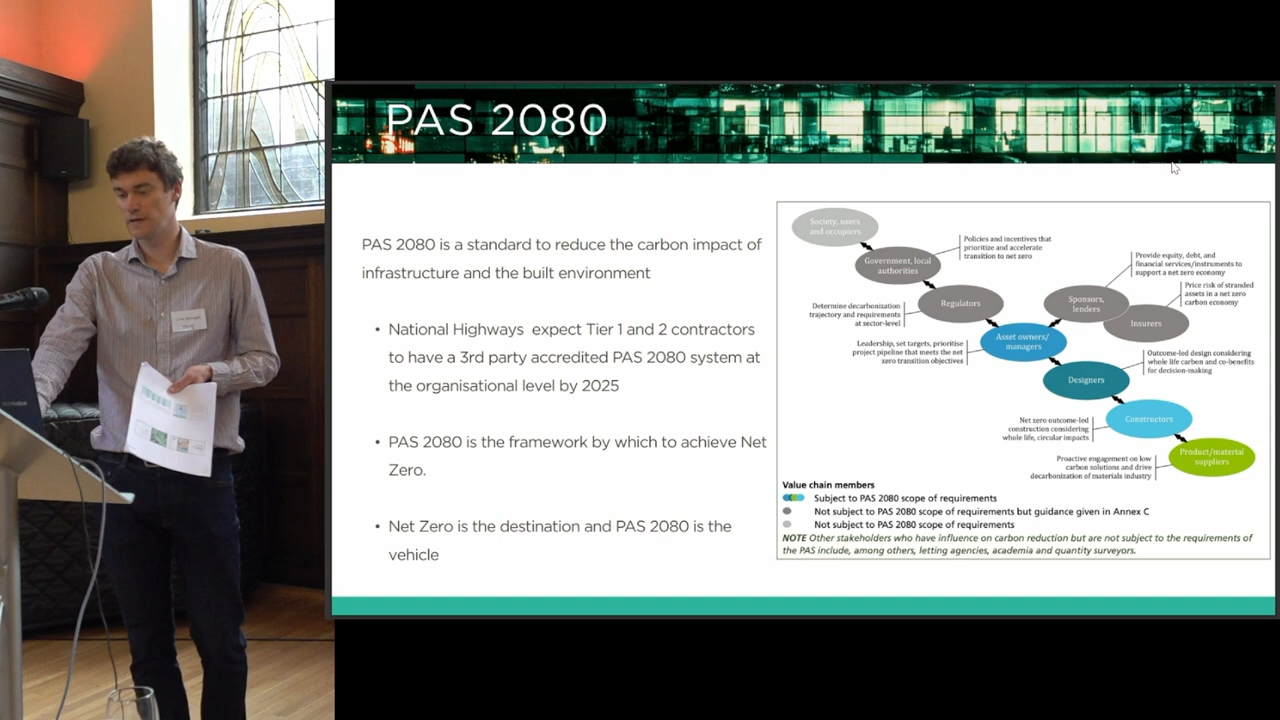 PAS 2080
PAS 2080 is a standard to reduce the carbon impact of
infrastructure and the built environment
• National Highways expect Tier 1 and 2 contractors
to have a 3rd party accredited PAS 2080 system at
the organisational level by 2025
• PAS 2080 is the framework by which to achieve Net
Zero.
• Net Zero is the destination and PAS 2080 is the
vehicle
Society, users
and occupiers
Government, local
authorities
Policies and incentives that
prioritize and accelerate
transition to net zero
Regulators
Determine decarbonization
trajectory and requirements
at sector-level
Sponsors,
lenders
Provide equity, debt, and
financial services/instruments to
support a net zero economy
Insurers
Price risk of stranded
assets in a net zero
carbon economy
Asset owners/
managers
Leadership, set targets, prioritise
project pipeline that meets the net
zero transition objectives
Designers
Outcome-led design considering
whole life carbon and co-benefits
for decision-making
Constructors
Net zero outcome-led
construction considering
whole life, circular impacts
Product/material
suppliers
Proactive engagement on low
carbon solutions and drive
decarbonization of materials industry
Value chain members
Subject to PAS 2080 scope of requirements
Not subject to PAS 2080 scope of requirements but guidance given in Annex C
Not subject to PAS 2080 scope of requirements
NOTE Other stakeholders who have influence on carbon reduction but are not subject to the requirements of
the PAS include, among others, letting agencies, academia and quantity surveyors.